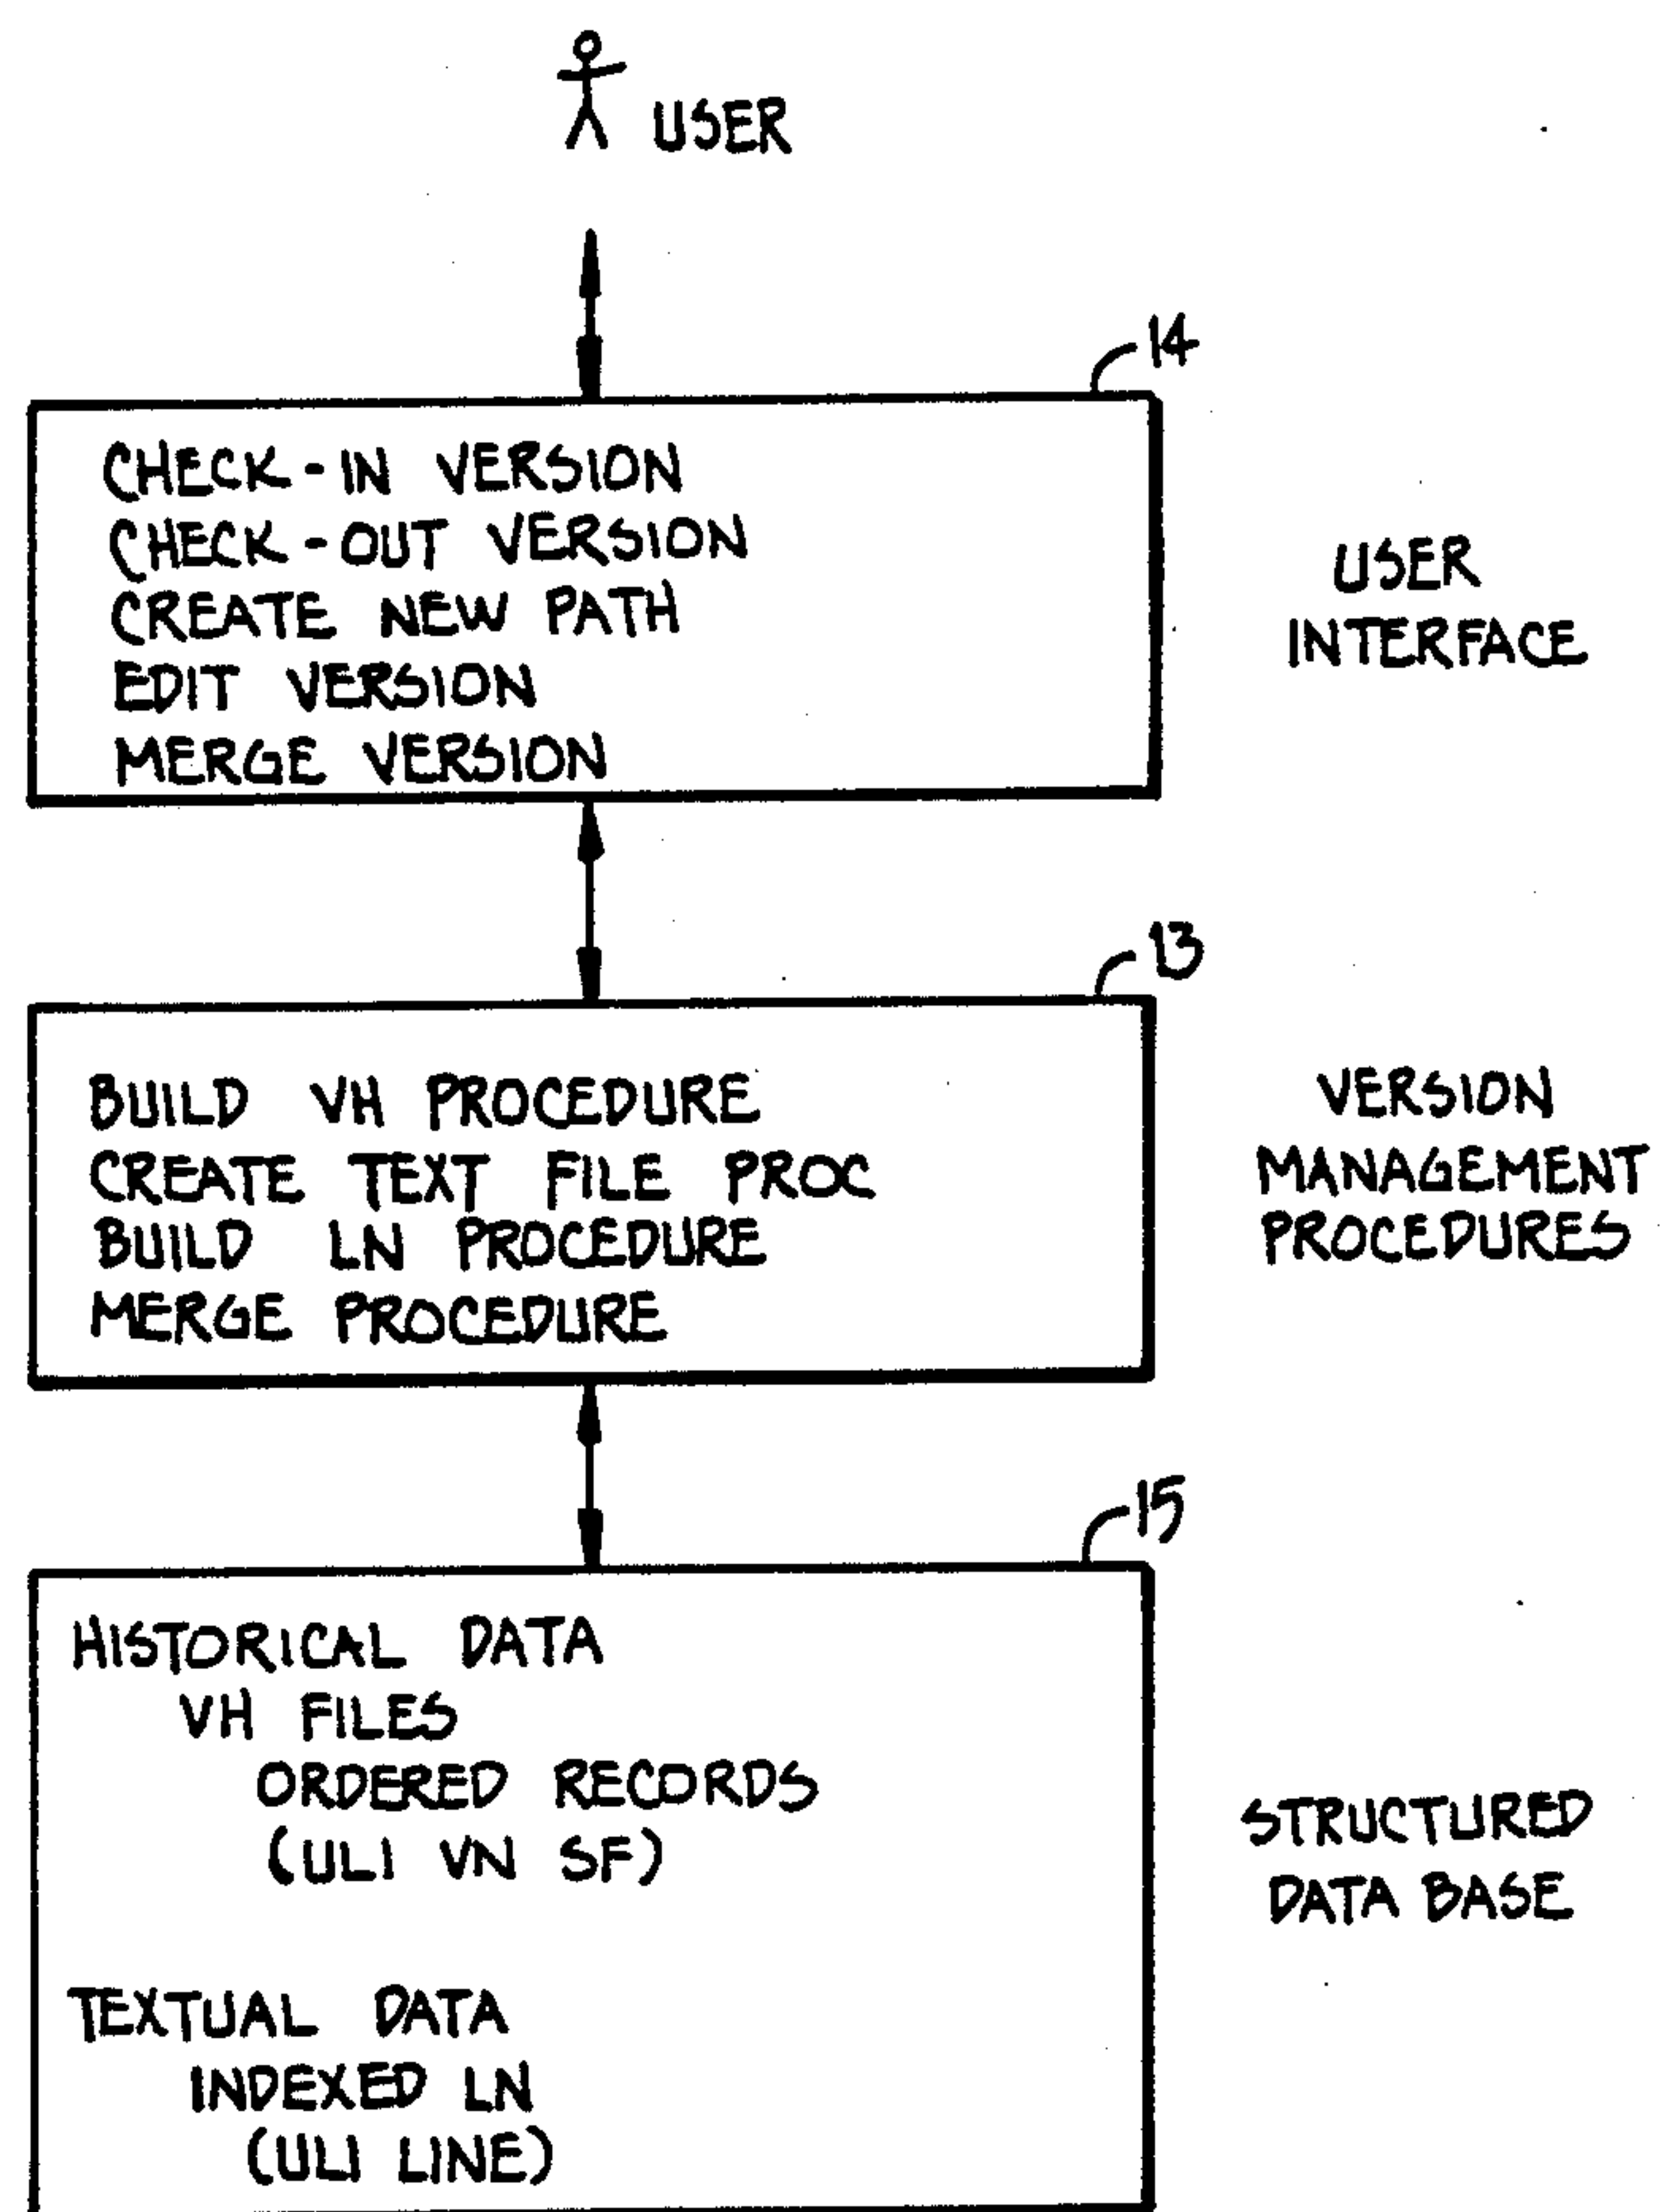 USER
14
CHECK-IN VERSION
CHECK-OUT VERSION
CREATE NEW PATH
EDIT VERSION
MERGE VERSION
USER
INTERFACE
13
BUILD VH PROCEDURE
CREATE TEXT FILE PROC
BUILD LN PROCEDURE
MERGE PROCEDURE
VERSION
MANAGEMENT
PROCEDURES
15
HISTORICAL DATA
VH FILES
ORDERED RECORDS
(ULI VN SF)
TEXTUAL DATA
INDEXED LN
(ULI LINE)
STRUCTURED
DATA BASE